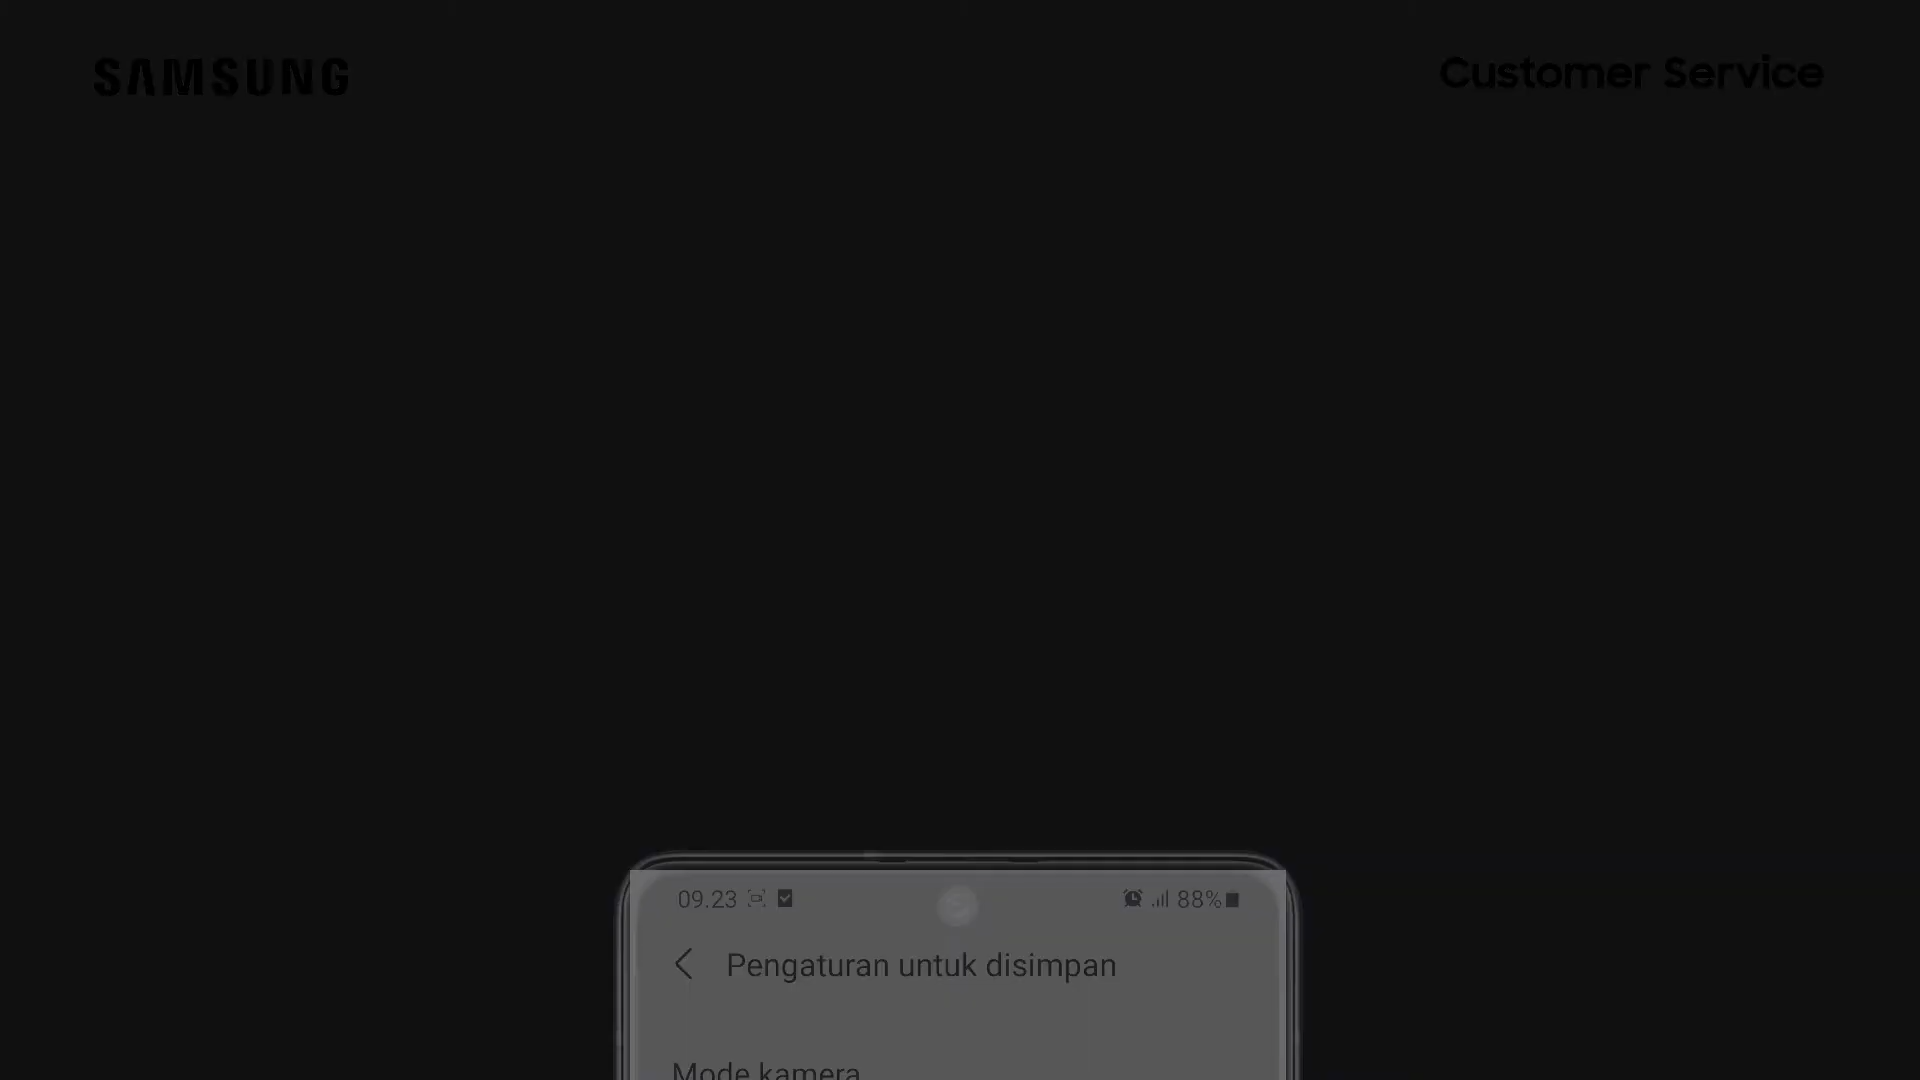 SAMSUNG
Customer Service
09.23
88%
Pengaturan untuk disimpan
Mode kamera